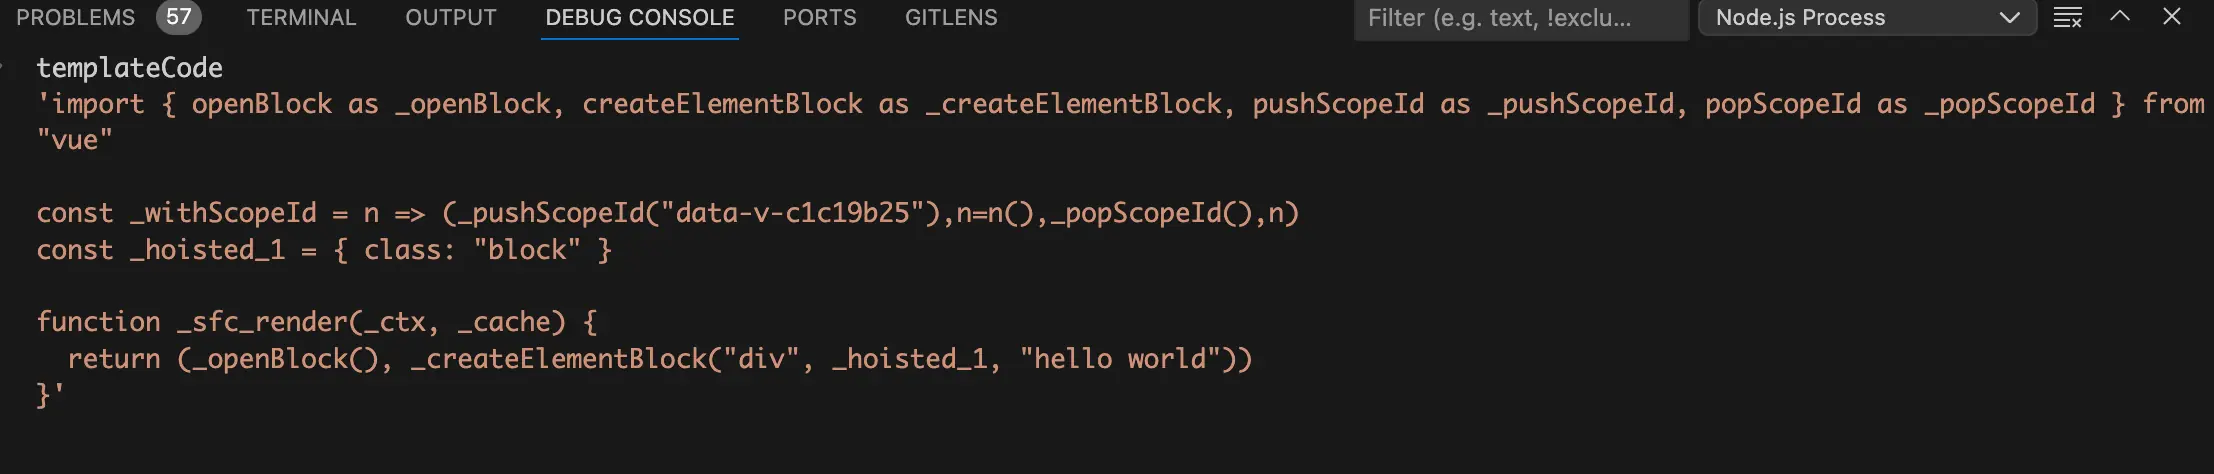 PROBLEMS 57 TERMINAL OUTPUT DEBUG CONSOLE PORTS GITLENS Filter (e.g. text, !exclu... Node.js Process
templateCode
'import { openBlock as _openBlock, createElementBlock as _createElementBlock, pushScopeId as _pushScopeId, popScopeId as _popScopeId } from
"vue"
const _withScopeId = n => (_pushScopeId("data-v-c1c19b25"),n=n(),_popScopeId(),n)
const _hoisted_1 = { class: "block" }
function _sfc_render(_ctx, _cache) {
  return (_openBlock(), _createElementBlock("div", _hoisted_1, "hello world"))
}'